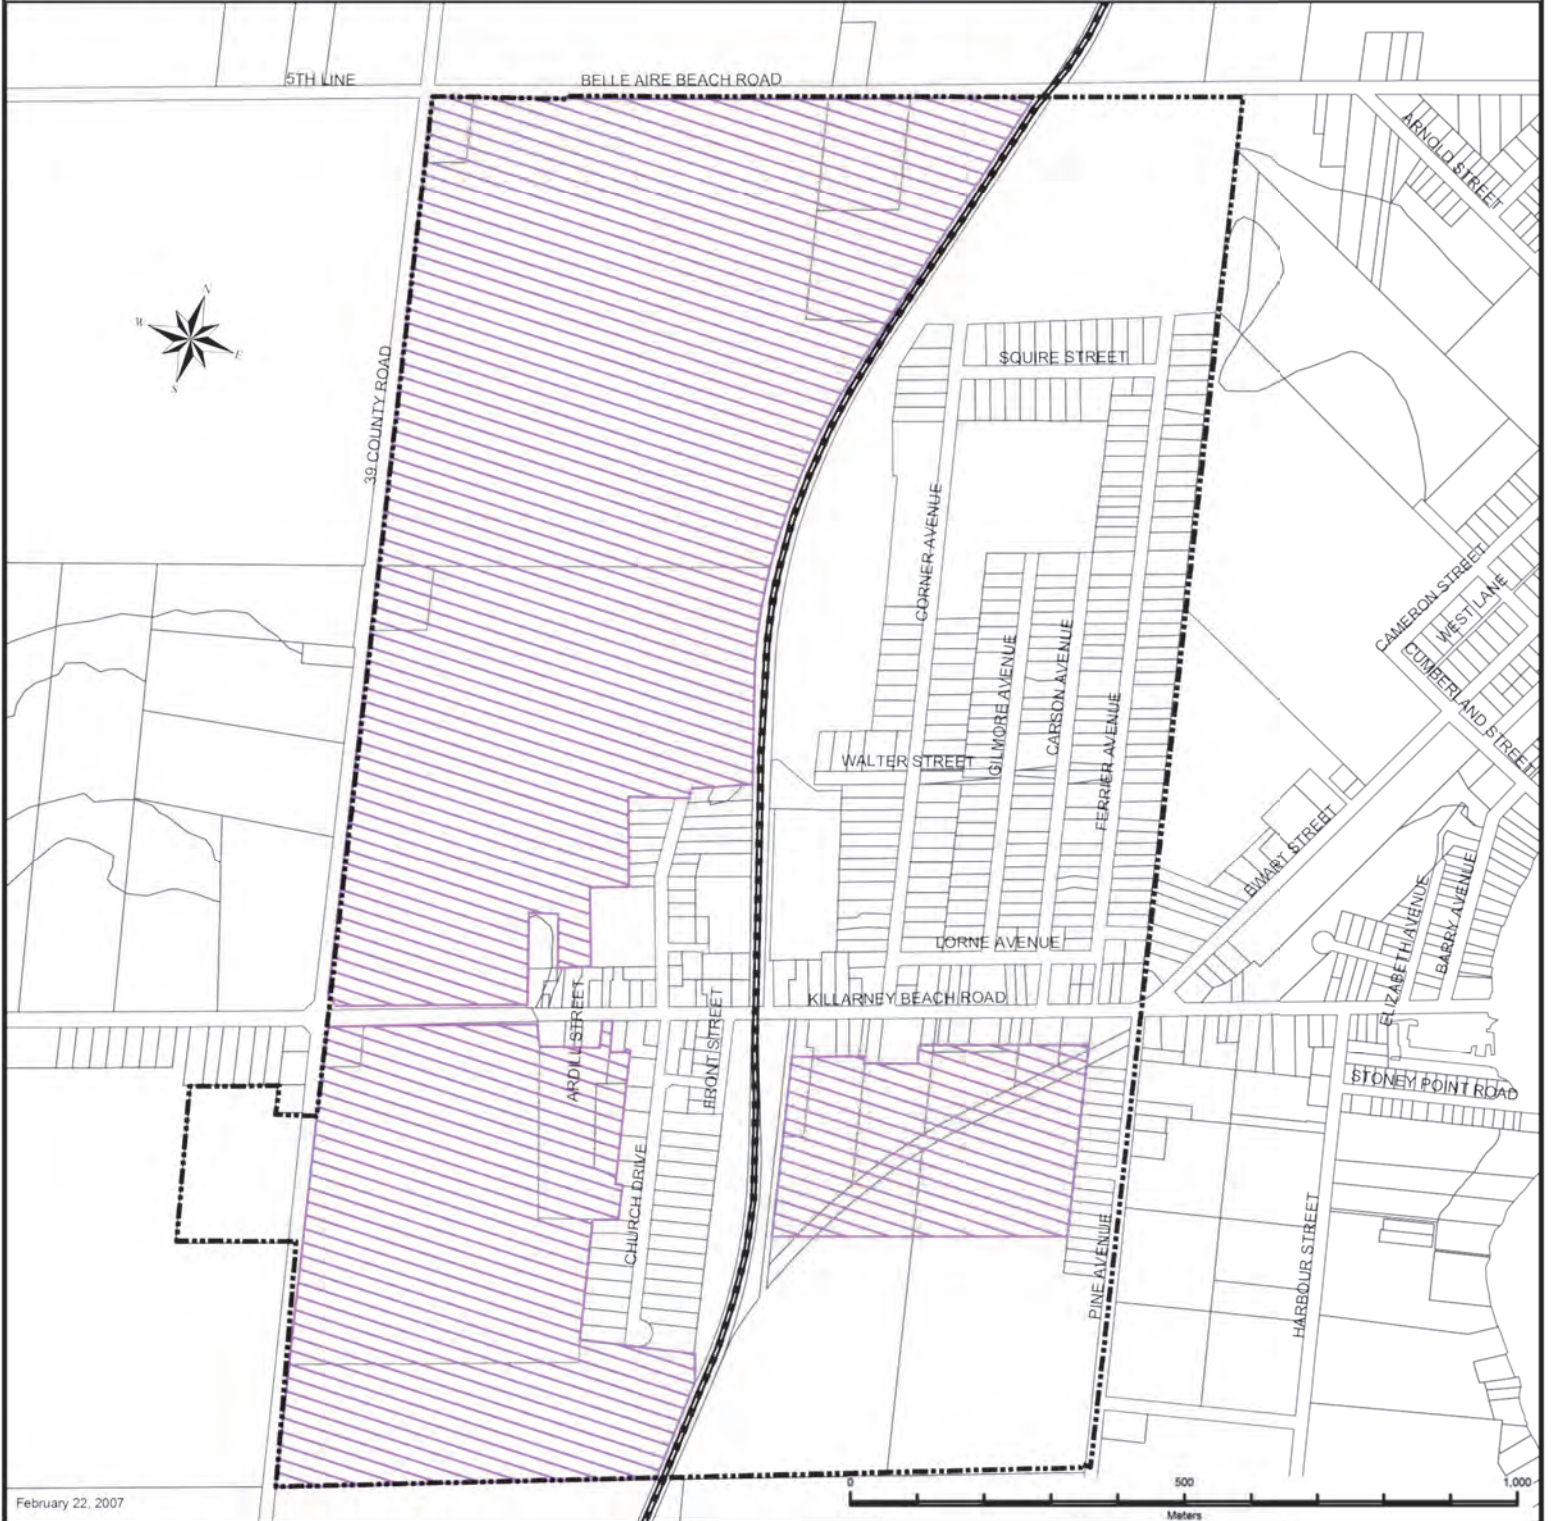 5TH LINE
BELLE AIRE BEACH ROAD
ARNOLD STREET
N
W
E
S
39 COUNTY ROAD
SQUIRE STREET
CORNER AVENUE
CAMERON STREET
WEST LANE
CUMBERLAND STREET
GILMORE AVENUE
CARSON AVENUE
FERRIER AVENUE
WALTER STREET
EWART STREET
ELIZABETH AVENUE
BARRY AVENUE
LORNE AVENUE
KILLARNEY BEACH ROAD
ARDILL STREET
FRONT STREET
STONEY POINT ROAD
CHURCH DRIVE
PINE AVENUE
HARBOUR STREET
0 500 1,000
Meters
February 22, 2007